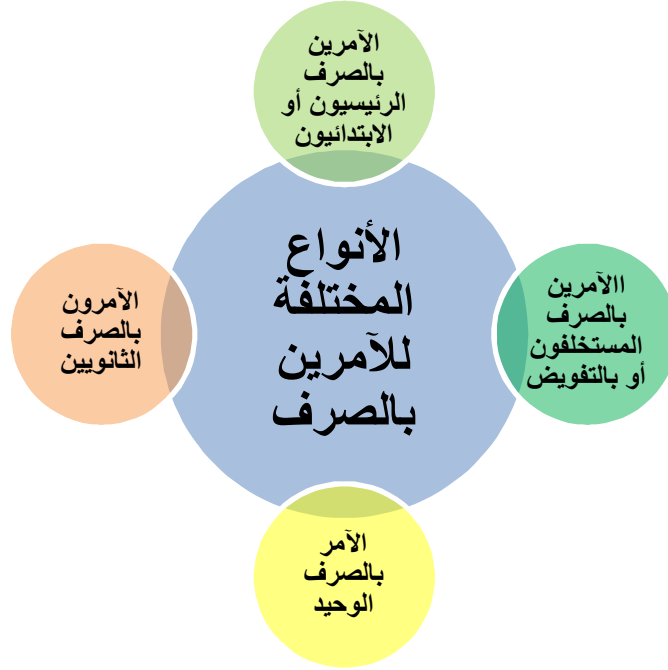 الآمرين
بالصرف
الرئيسيون أو
الابتدائيون
الأنواع
المختلفة
للآمرين
بالصرف
االآمرين
بالصرف
المستخلفون
أو بالتفويض
الآمرون
بالصرف
الثانويين
الآمر
بالصرف
الوحيد